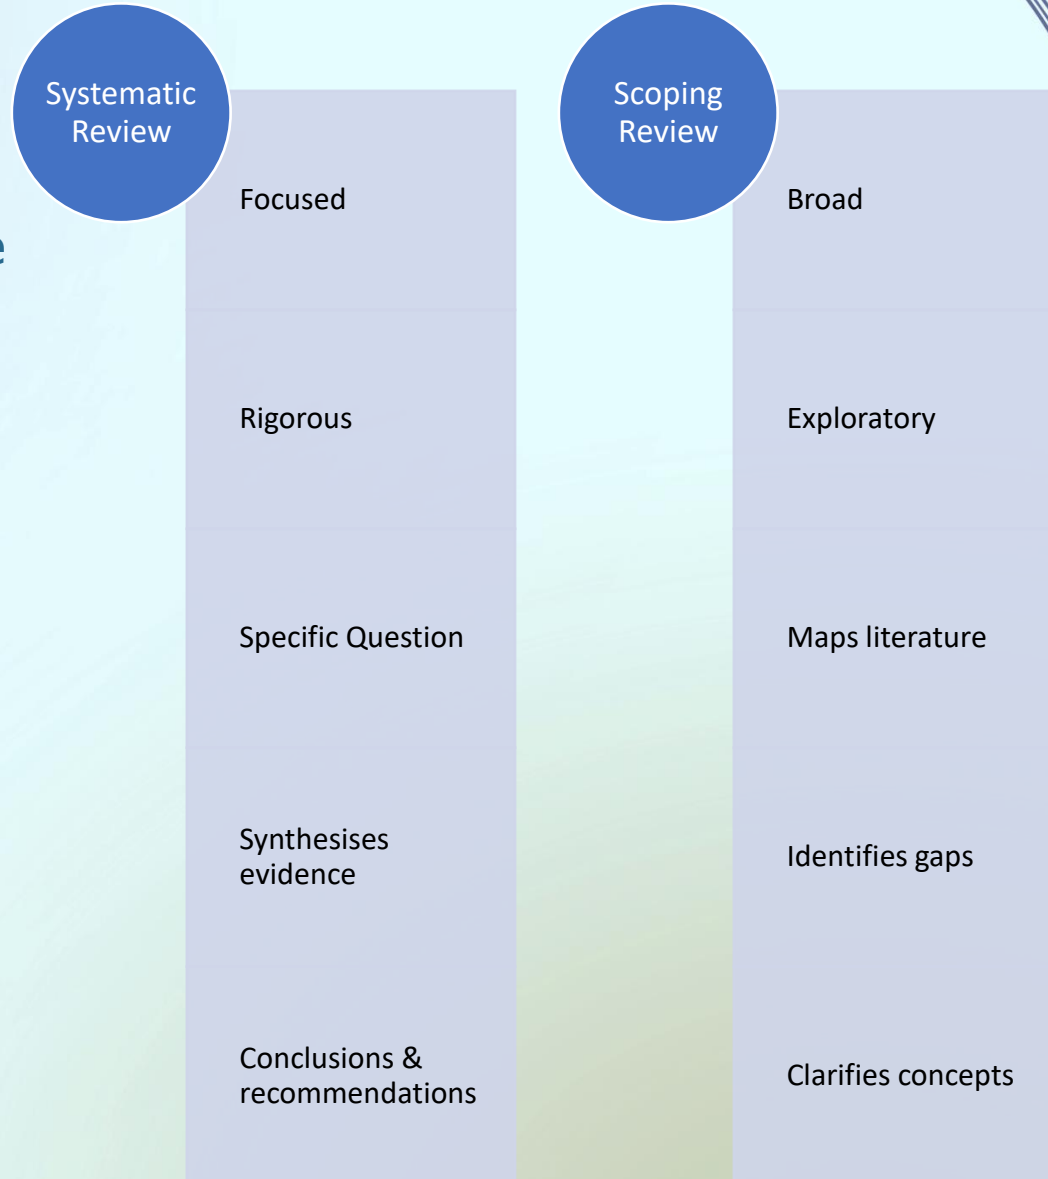 Systematic
Review
Focused
Rigorous
Specific Question
Synthesises
evidence
Conclusions &
recommendations
Scoping
Review
Broad
Exploratory
Maps literature
Identifies gaps
Clarifies concepts